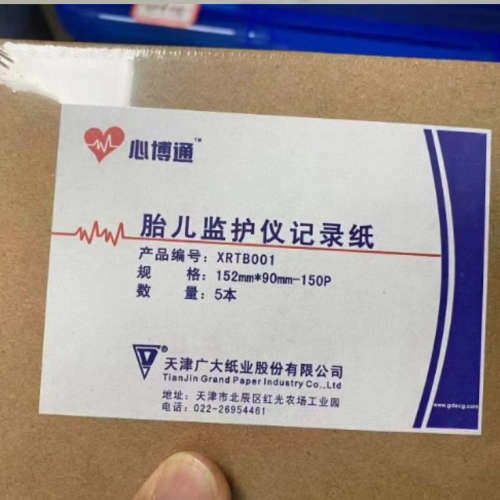 心博通™
胎儿监护仪记录纸
产品编号: XRTB001
规 格: 152mm*90mm-150P
数 量: 5本
天津广大纸业股份有限公司
TianJin Grand Paper Industry Co.,Ltd
地址: 天津市北辰区红光农场工业园
电话: 022-26954461
www.gdecg.com